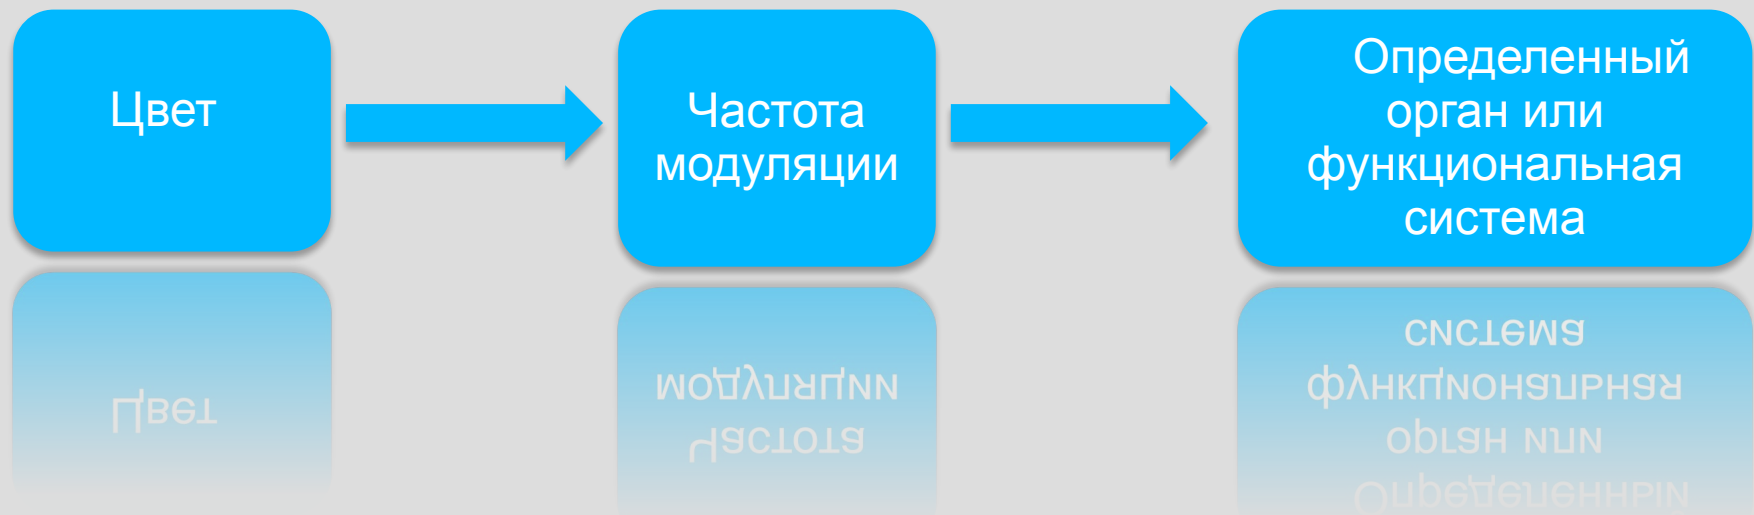 Цвет
Частота
модуляции
Определенный
орган или
функциональная
система